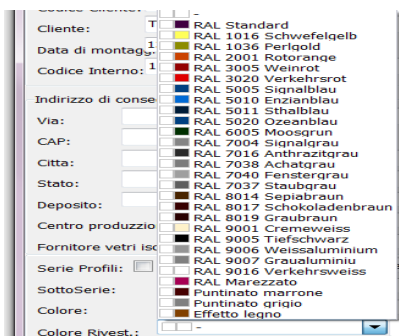 -
Cliente: T
RAL Standard
RAL 1016 Schwefelgelb
RAL 1036 Perlgold
Data di montagg 1
RAL 2001 Rotorange
RAL 3005 Weinrot
Codice Interno: 1
RAL 3020 Verkehrsrot
RAL 5005 Signalblau
Indirizzo di conse
RAL 5010 Enzianblau
RAL 5011 Sthalblau
Via:
RAL 5020 Ozeanblau
RAL 6005 Moosgrun
CAP:
RAL 7004 Signalgrau
RAL 7016 Anthrazitgrau
Citta:
RAL 7038 Achatgrau
RAL 7040 Fenstergrau
Stato:
RAL 7037 Staubgrau
RAL 8014 Sepiabraun
Deposito:
RAL 8017 Schokoladenbraun
RAL 8019 Graubraun
Centro produzzio
RAL 9001 Cremeweiss
RAL 9005 Tiefschwarz
Fornitore vetri iso
RAL 9006 Weissaluminium
RAL 9007 Graualuminiu
Serie Profili:
RAL 9016 Verkehrsweiss
RAL Marezzato
SottoSerie:
Puntinato marrone
Puntinato grigio
Colore:
Effetto legno
Colore Rivest.: -